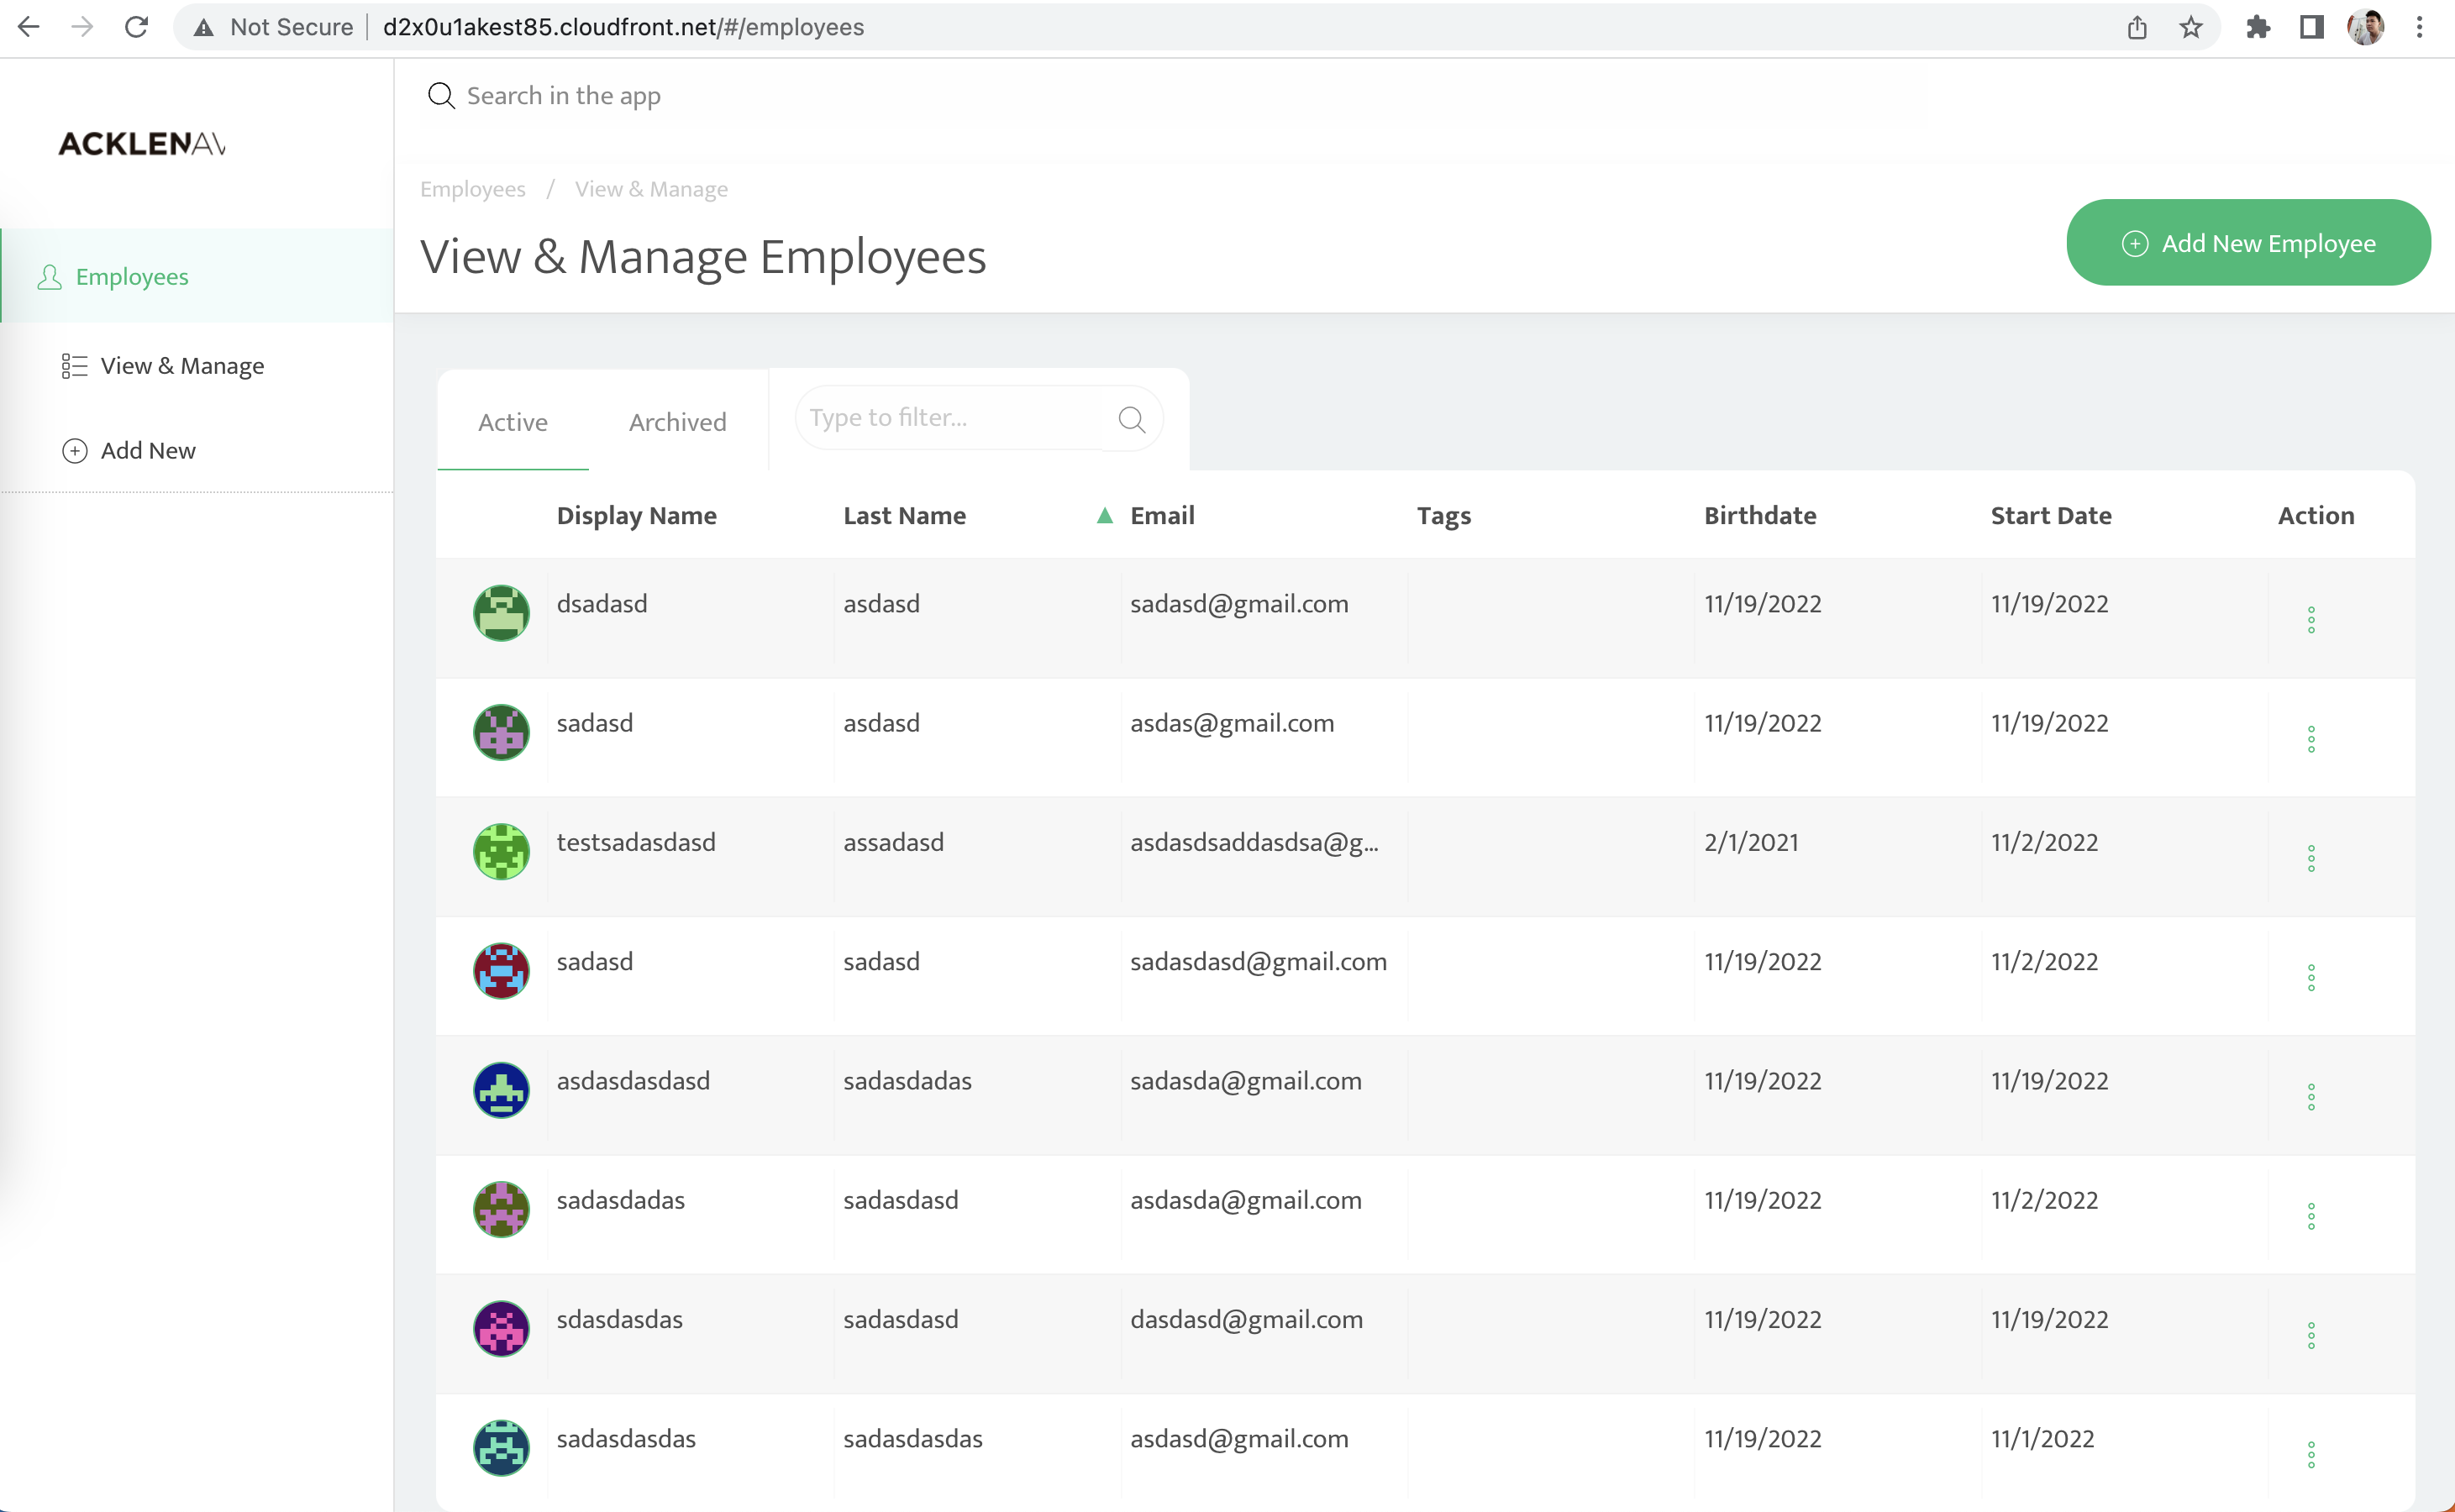 Not Secure d2x0u1akest85.cloudfront.net/#/employees
Search in the app
ACKLENAV
Employees / View & Manage
View & Manage Employees
Add New Employee
Employees
View & Manage
Add New
Active Archived Type to filter...
Display Name Last Name Email Tags Birthdate Start Date Action
dsadasd asdasd sadasd@gmail.com 11/19/2022 11/19/2022
sadasd asdasd asdas@gmail.com 11/19/2022 11/19/2022
testsadasdasd assadasd asdasdsaddasdsa@g... 2/1/2021 11/2/2022
sadasd sadasd sadasdasd@gmail.com 11/19/2022 11/2/2022
asdasdasdasd sadasdadas sadasda@gmail.com 11/19/2022 11/19/2022
sadasdadas sadasdasd asdasda@gmail.com 11/19/2022 11/2/2022
sdasdasdas sadasdasd dasdasd@gmail.com 11/19/2022 11/19/2022
sadasdasdas sadasdasdas asdasd@gmail.com 11/19/2022 11/1/2022